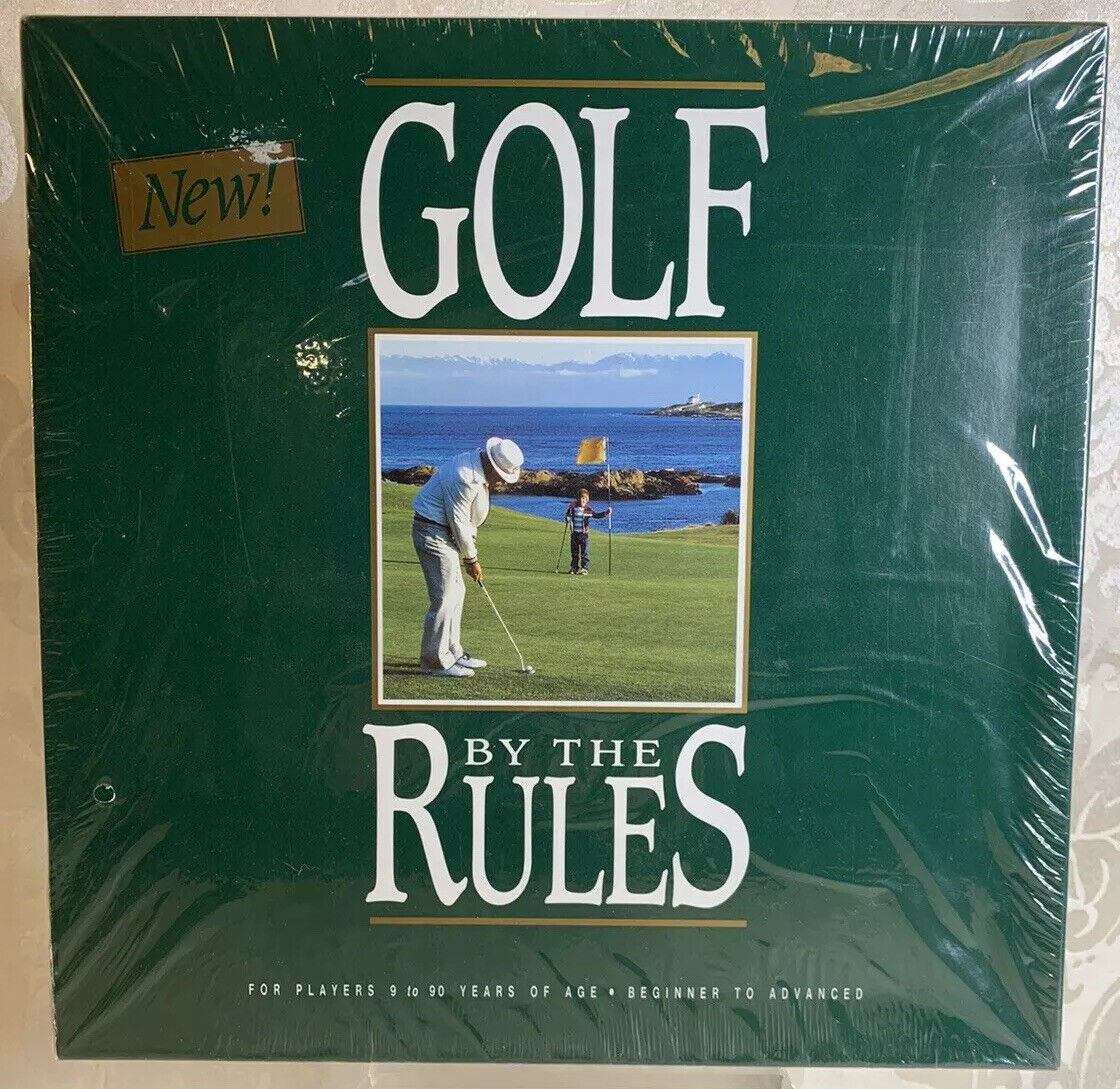 New!
GOLF
BY THE
RULES
FOR PLAYERS 9 to 90 YEARS OF AGE • BEGINNER TO ADVANCED